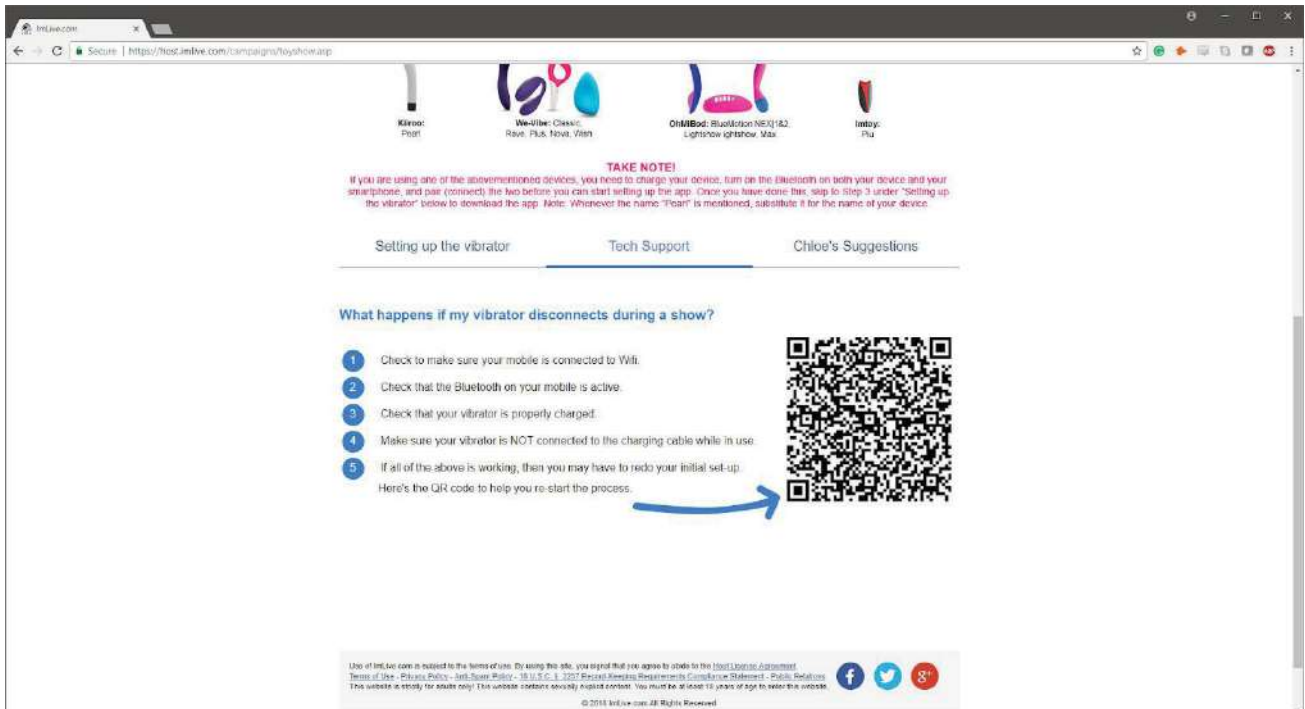 ImLive.com
Secure | https://host.imlive.com/campaigns/toyshow.asp
Kiiroo:
Pearl
We-Vibe: Classic,
Rave, Plus, Nova, Wish
OhMiBod: BlueMotion NEX|1&2,
Lightshow ightshow, Max
Imtoy:
Piu
TAKE NOTE!
If you are using one of the abovementioned devices, you need to charge your device, turn on the Bluetooth on both your device and your
smartphone, and pair (connect) the two before you can start setting up the app. Once you have done this, skip to Step 3 under "Setting up
the vibrator" below to download the app. Note: Whenever the name "Pearl" is mentioned, substitute it for the name of your device
Setting up the vibrator
Tech Support
Chloe's Suggestions
What happens if my vibrator disconnects during a show?
1 Check to make sure your mobile is connected to Wifi.
2 Check that the Bluetooth on your mobile is active.
3 Check that your vibrator is properly charged.
4 Make sure your vibrator is NOT connected to the charging cable while in use
5 If all of the above is working, then you may have to redo your initial set-up.
Here's the QR code to help you re-start the process.
Use of ImLive.com is subject to the terms of use. By using this site, you signal that you agree to abide to the Host License Agreement
Terms of Use - Privacy Policy - Anti-Spam Policy - 18 U.S.C. § 2257 Record-Keeping Requirements Compliance Statement - Public Relations
This website is strictly for adults only! This website contains sexually explicit content. You must be at least 18 years of age to enter this website.
© 2018 ImLive.com All Rights Reserved